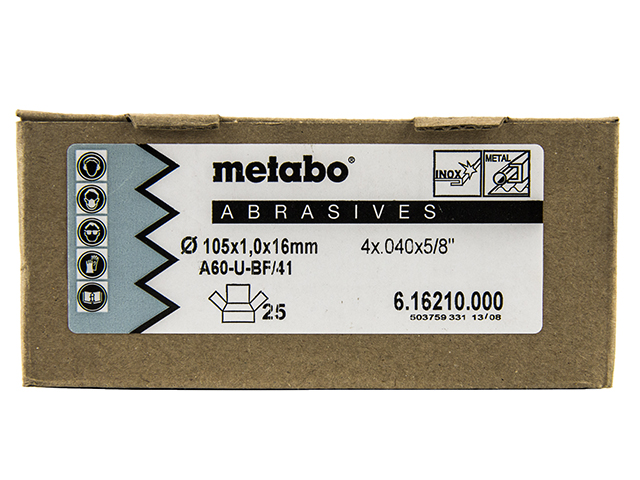 metabo®
INOX
METAL
ABRASIVES
Ø 105x1,0x16mm 4x.040x5/8"
A60-U-BF/41
25
6.16210.000
503759 331 13/08